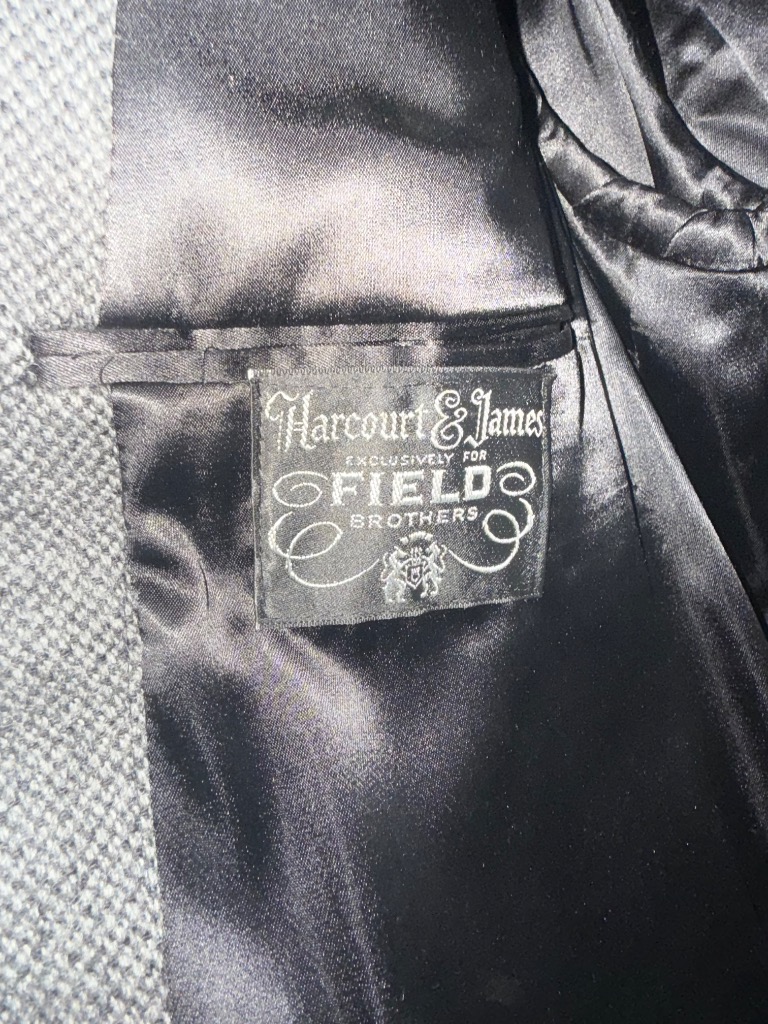 Harcourt & James
EXCLUSIVELY FOR
FIELD
BROTHERS